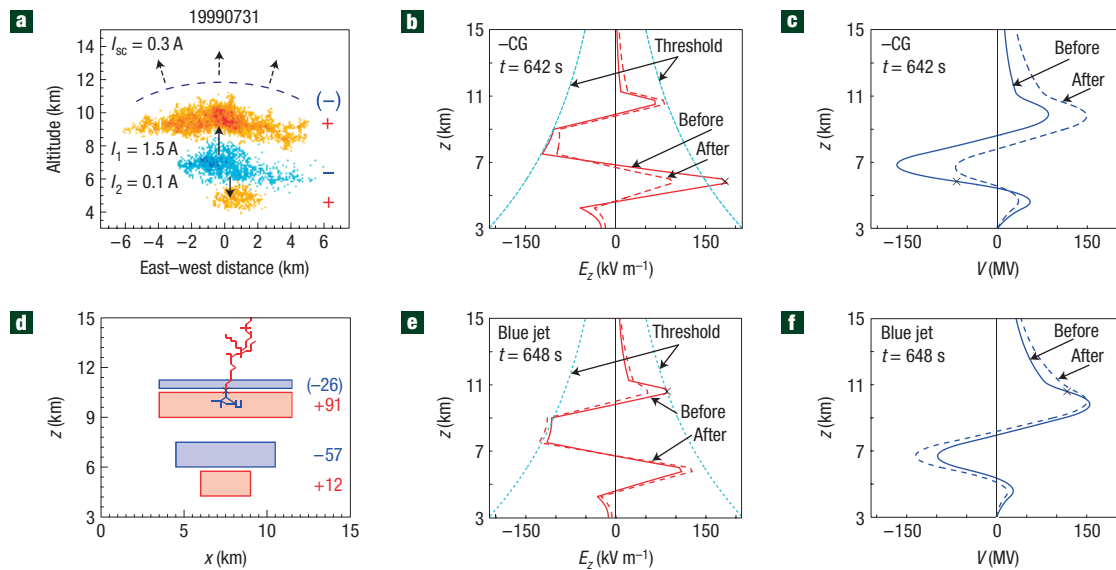 a
19990731
I_sc = 0.3 A
I_1 = 1.5 A
I_2 = 0.1 A
(–)
+
–
+
14
12
10
8
6
4
Altitude (km)
–6 –4 –2 0 2 4 6
East–west distance (km)
b
–CG
t = 642 s
Threshold
Before
After
15
11
7
3
z (km)
–150 0 150
E_z (kV m⁻¹)
c
–CG
t = 642 s
Before
After
15
11
7
3
z (km)
–150 0 150
V (MV)
d
15
12
9
6
3
z (km)
(–26)
+91
–57
+12
0 5 10 15
x (km)
e
Blue jet
t = 648 s
Threshold
Before
After
15
11
7
3
z (km)
–150 0 150
E_z (kV m⁻¹)
f
Blue jet
t = 648 s
Before
After
15
11
7
3
z (km)
–150 0 150
V (MV)